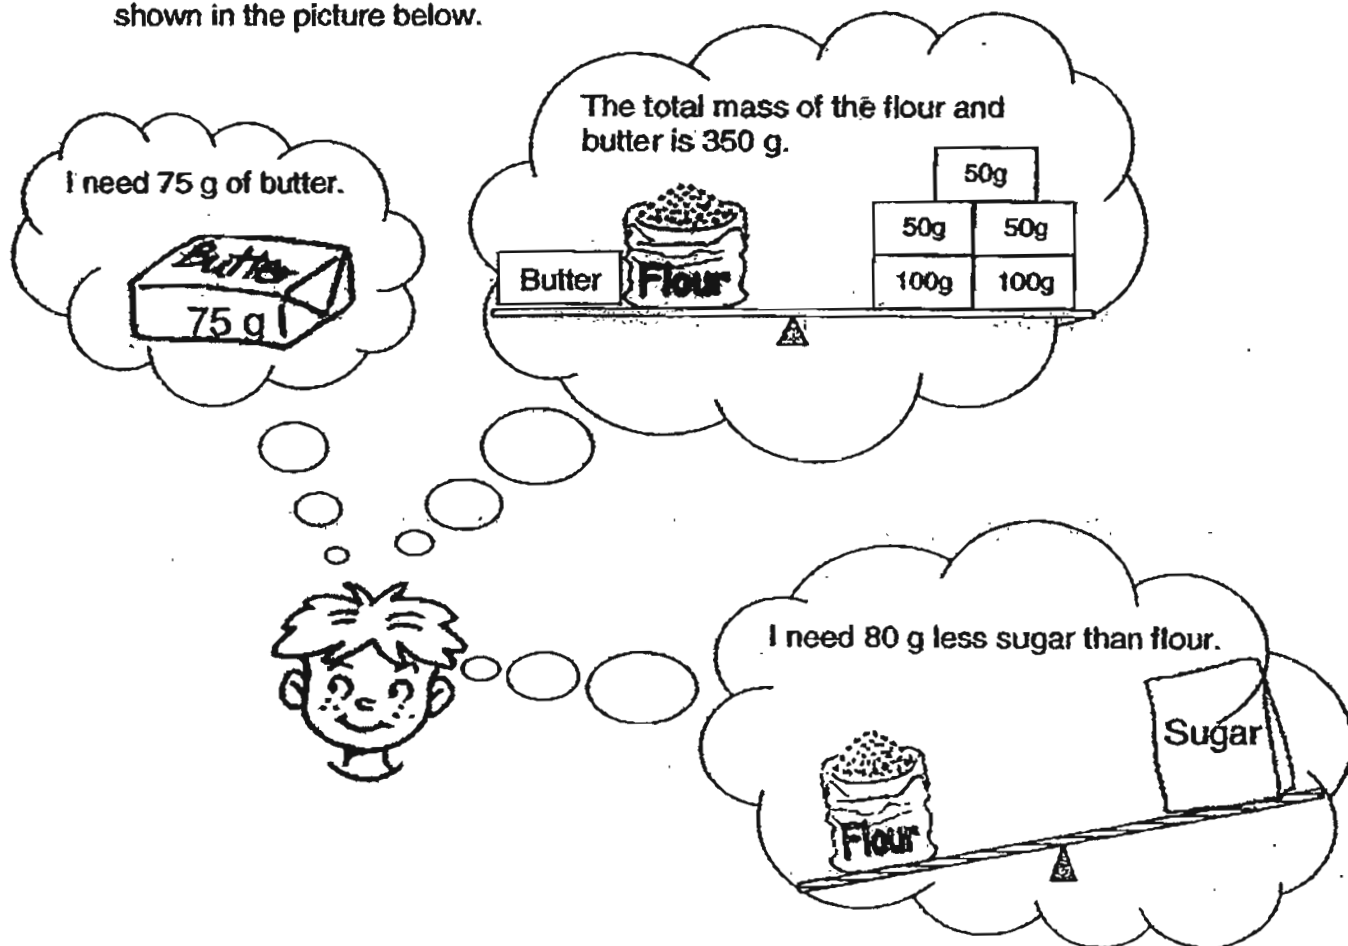 shown in the picture below.
I need 75 g of butter.
Butter
75 g
The total mass of the flour and
butter is 350 g.
50g
50g 50g
100g 100g
Butter
Flour
I need 80 g less sugar than flour.
Sugar
Flour